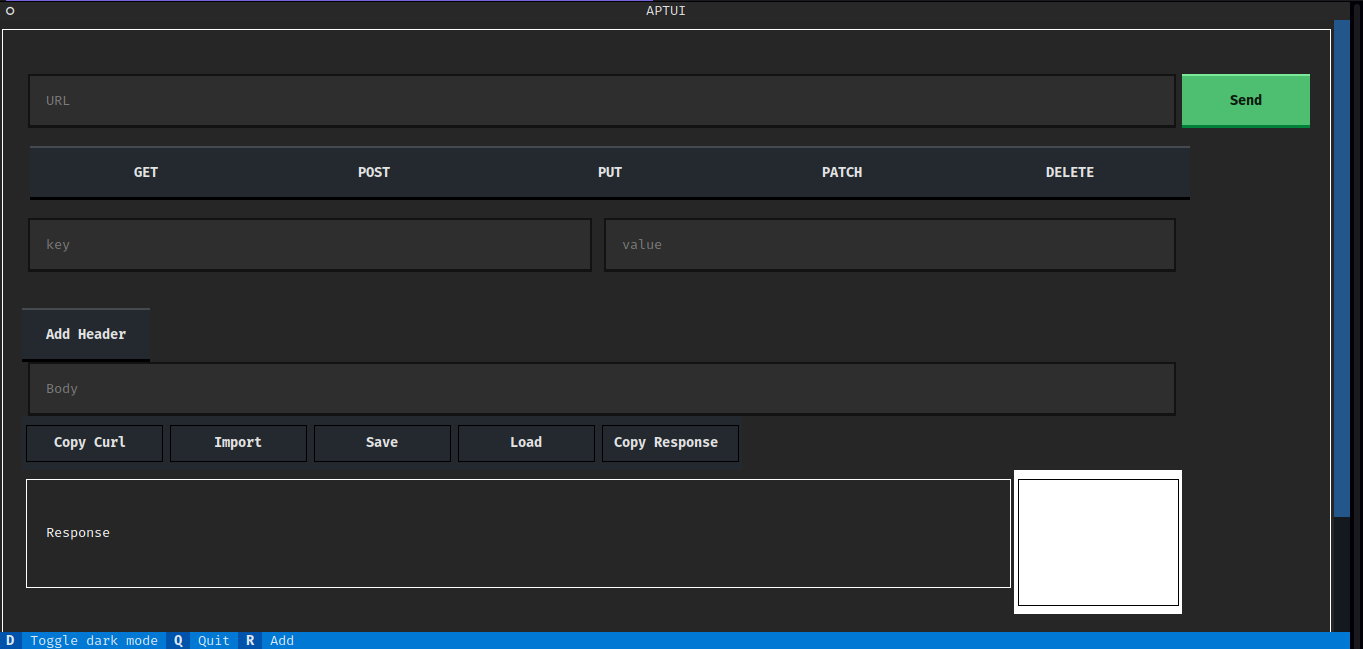 APTUI
URL Send
GET POST PUT PATCH DELETE
key value
Add Header
Body
Copy Curl Import Save Load Copy Response
Response
D Toggle dark mode Q Quit R Add